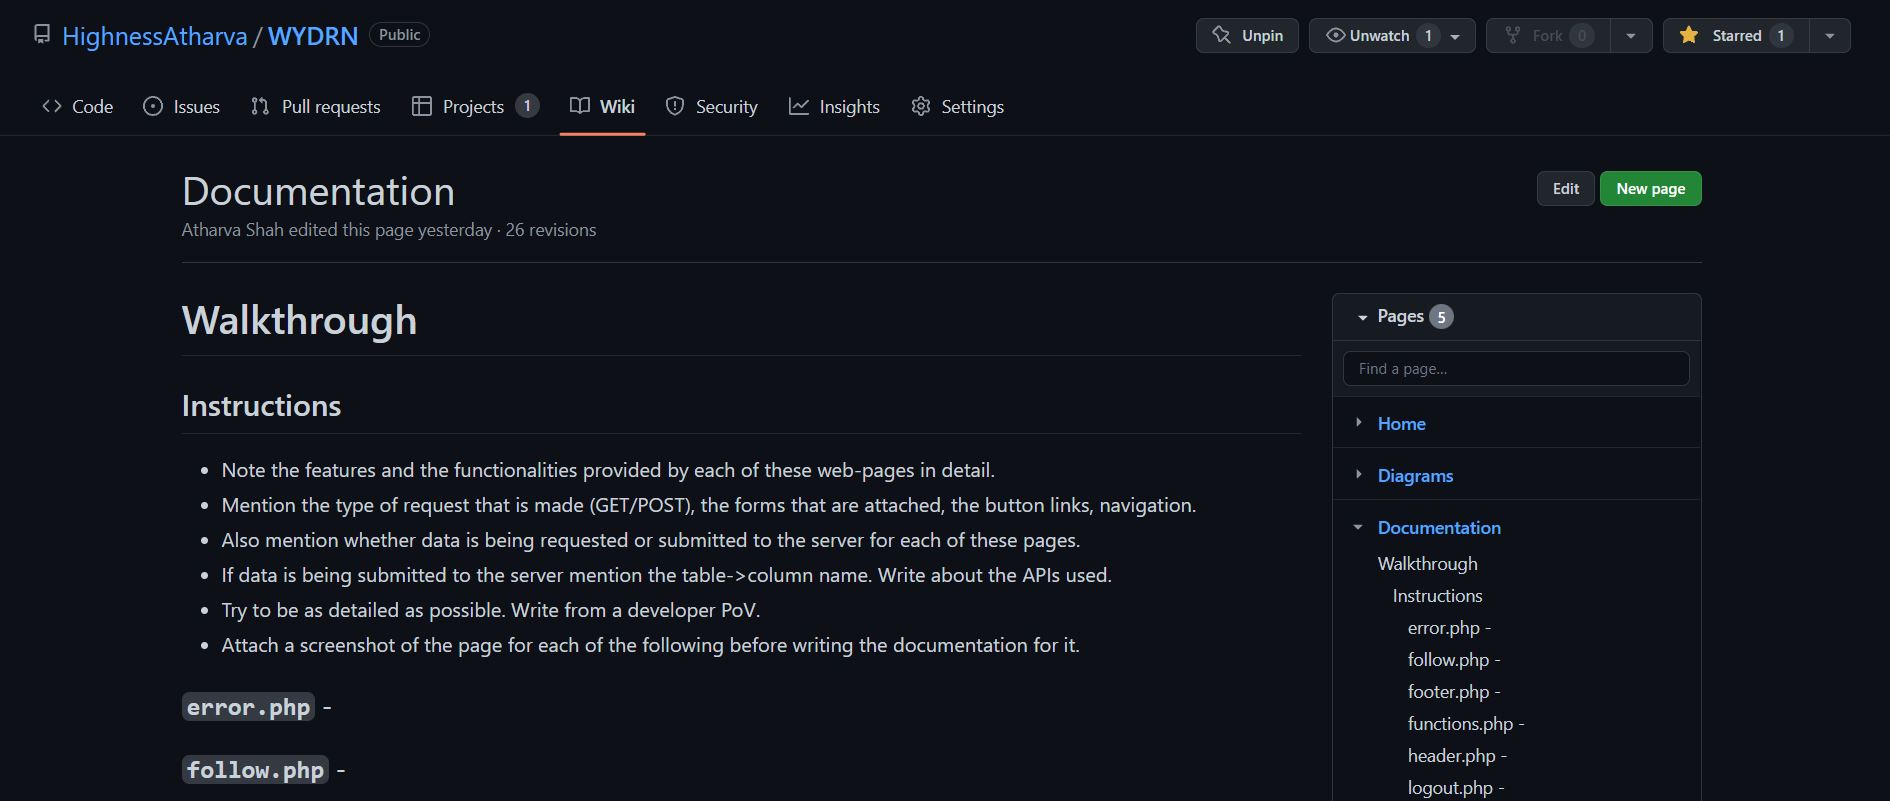 HighnessAtharva / WYDRN Public
Unpin Unwatch 1 Fork 0 Starred 1
Code Issues Pull requests Projects 1 Wiki Security Insights Settings
Documentation
Edit New page
Atharva Shah edited this page yesterday · 26 revisions
Walkthrough
Instructions
• Note the features and the functionalities provided by each of these web-pages in detail.
• Mention the type of request that is made (GET/POST), the forms that are attached, the button links, navigation.
• Also mention whether data is being requested or submitted to the server for each of these pages.
• If data is being submitted to the server mention the table->column name. Write about the APIs used.
• Try to be as detailed as possible. Write from a developer PoV.
• Attach a screenshot of the page for each of the following before writing the documentation for it.
error.php -
follow.php -
Pages 5
Find a page...
Home
Diagrams
Documentation
Walkthrough
Instructions
error.php -
follow.php -
footer.php -
functions.php -
header.php -
logout.php -